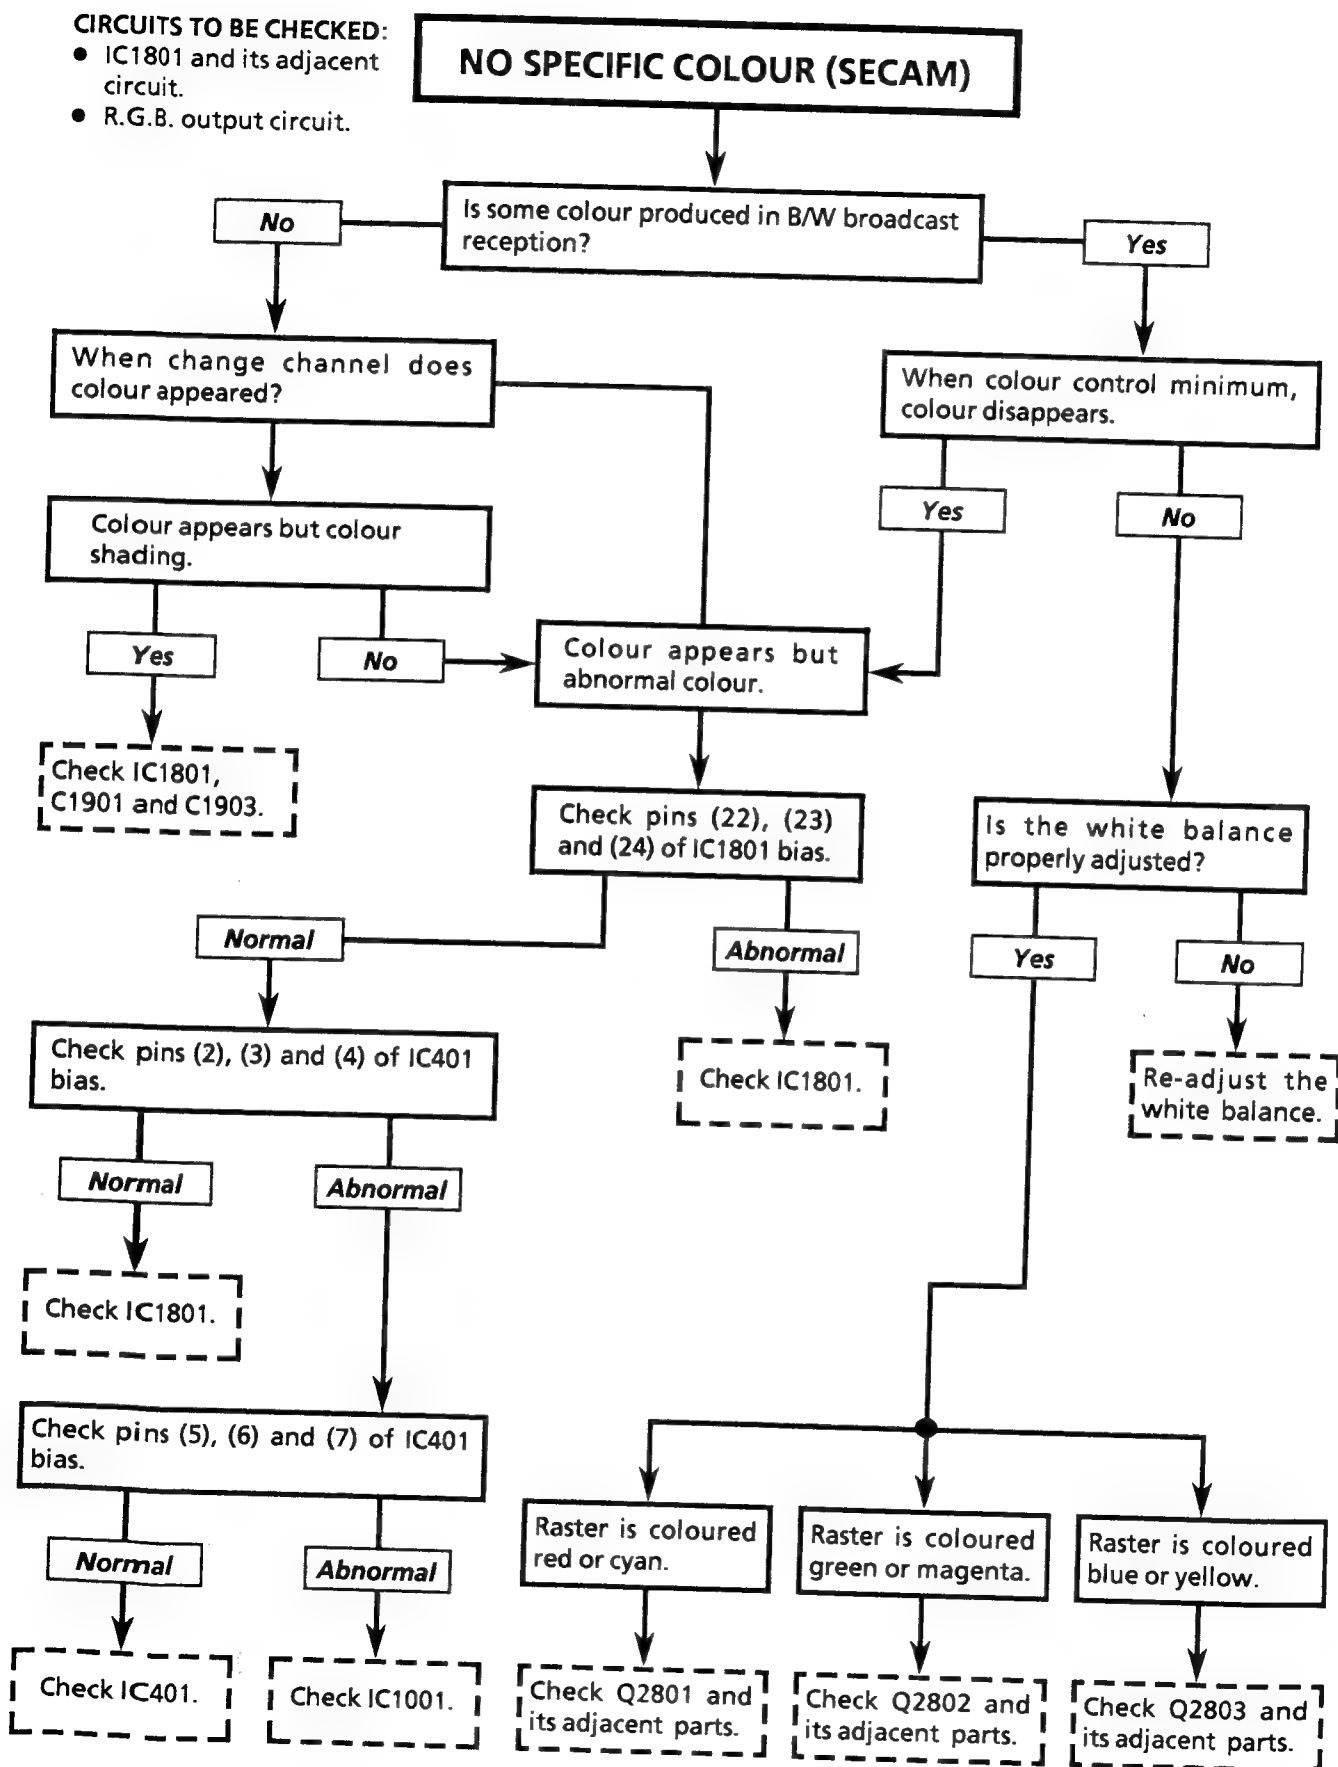 CIRCUITS TO BE CHECKED:
● IC1801 and its adjacent
circuit.
● R.G.B. output circuit.
NO SPECIFIC COLOUR (SECAM)
Is some colour produced in B/W broadcast
reception?
No
Yes
When change channel does
colour appeared?
When colour control minimum,
colour disappears.
Colour appears but colour
shading.
Yes
No
Yes
No
Colour appears but
abnormal colour.
Check IC1801,
C1901 and C1903.
Check pins (22), (23)
and (24) of IC1801 bias.
Is the white balance
properly adjusted?
Normal
Abnormal
Yes
No
Check pins (2), (3) and (4) of IC401
bias.
Check IC1801.
Re-adjust the
white balance.
Normal
Abnormal
Check IC1801.
Check pins (5), (6) and (7) of IC401
bias.
Raster is coloured
red or cyan.
Raster is coloured
green or magenta.
Raster is coloured
blue or yellow.
Normal
Abnormal
Check IC401.
Check IC1001.
Check Q2801 and
its adjacent parts.
Check Q2802 and
its adjacent parts.
Check Q2803 and
its adjacent parts.